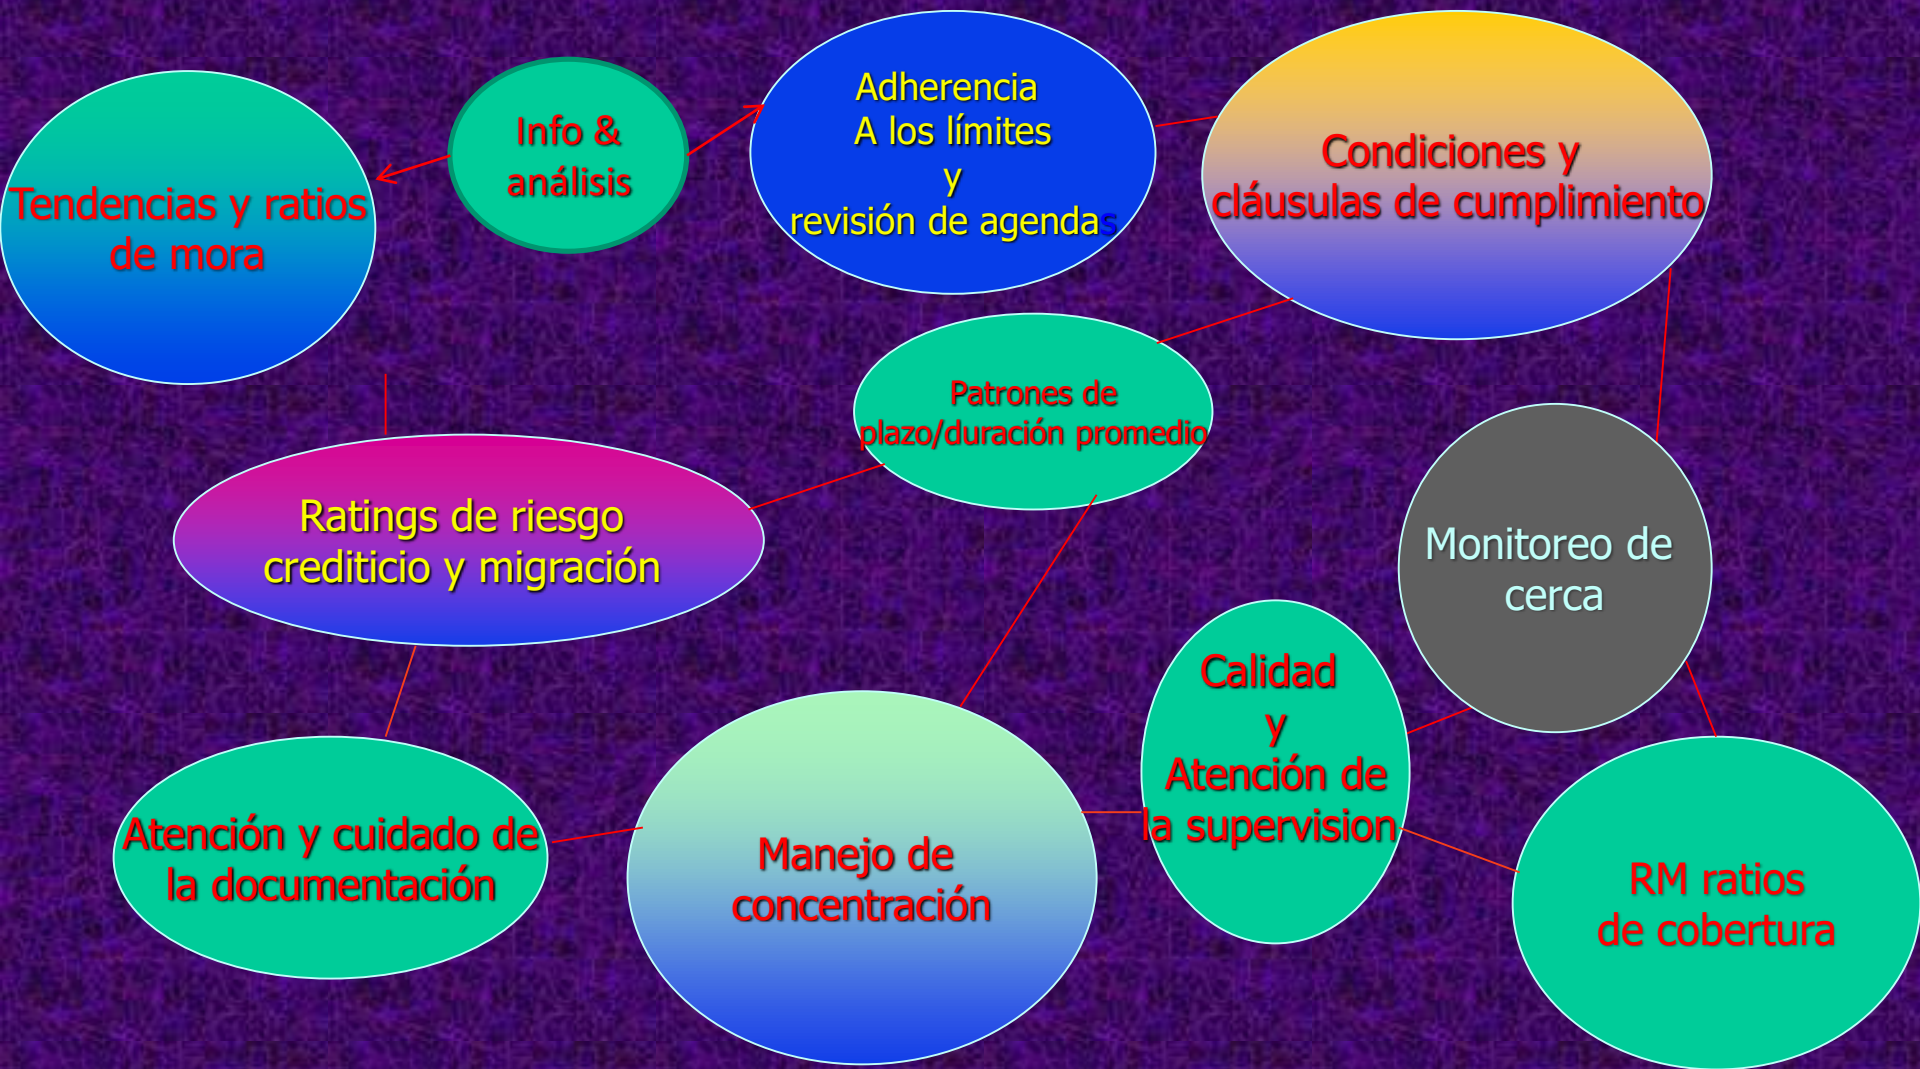 Tendencias y ratios
de mora
Info &
análisis
Adherencia
A los límites
y
revisión de agendas
Condiciones y
cláusulas de cumplimiento
Patrones de
plazo/duración promedio
Ratings de riesgo
crediticio y migración
Monitoreo de
cerca
Calidad
y
Atención de
la supervision
Atención y cuidado de
la documentación
Manejo de
concentración
RM ratios
de cobertura